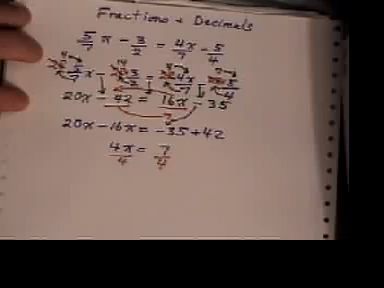 Fractions + Decimals
5/7 x - 3/2 = 4x/7 - 5/4
20x - 42 = 16x - 35
20x - 16x = -35 + 42
4x/4 = 7/4